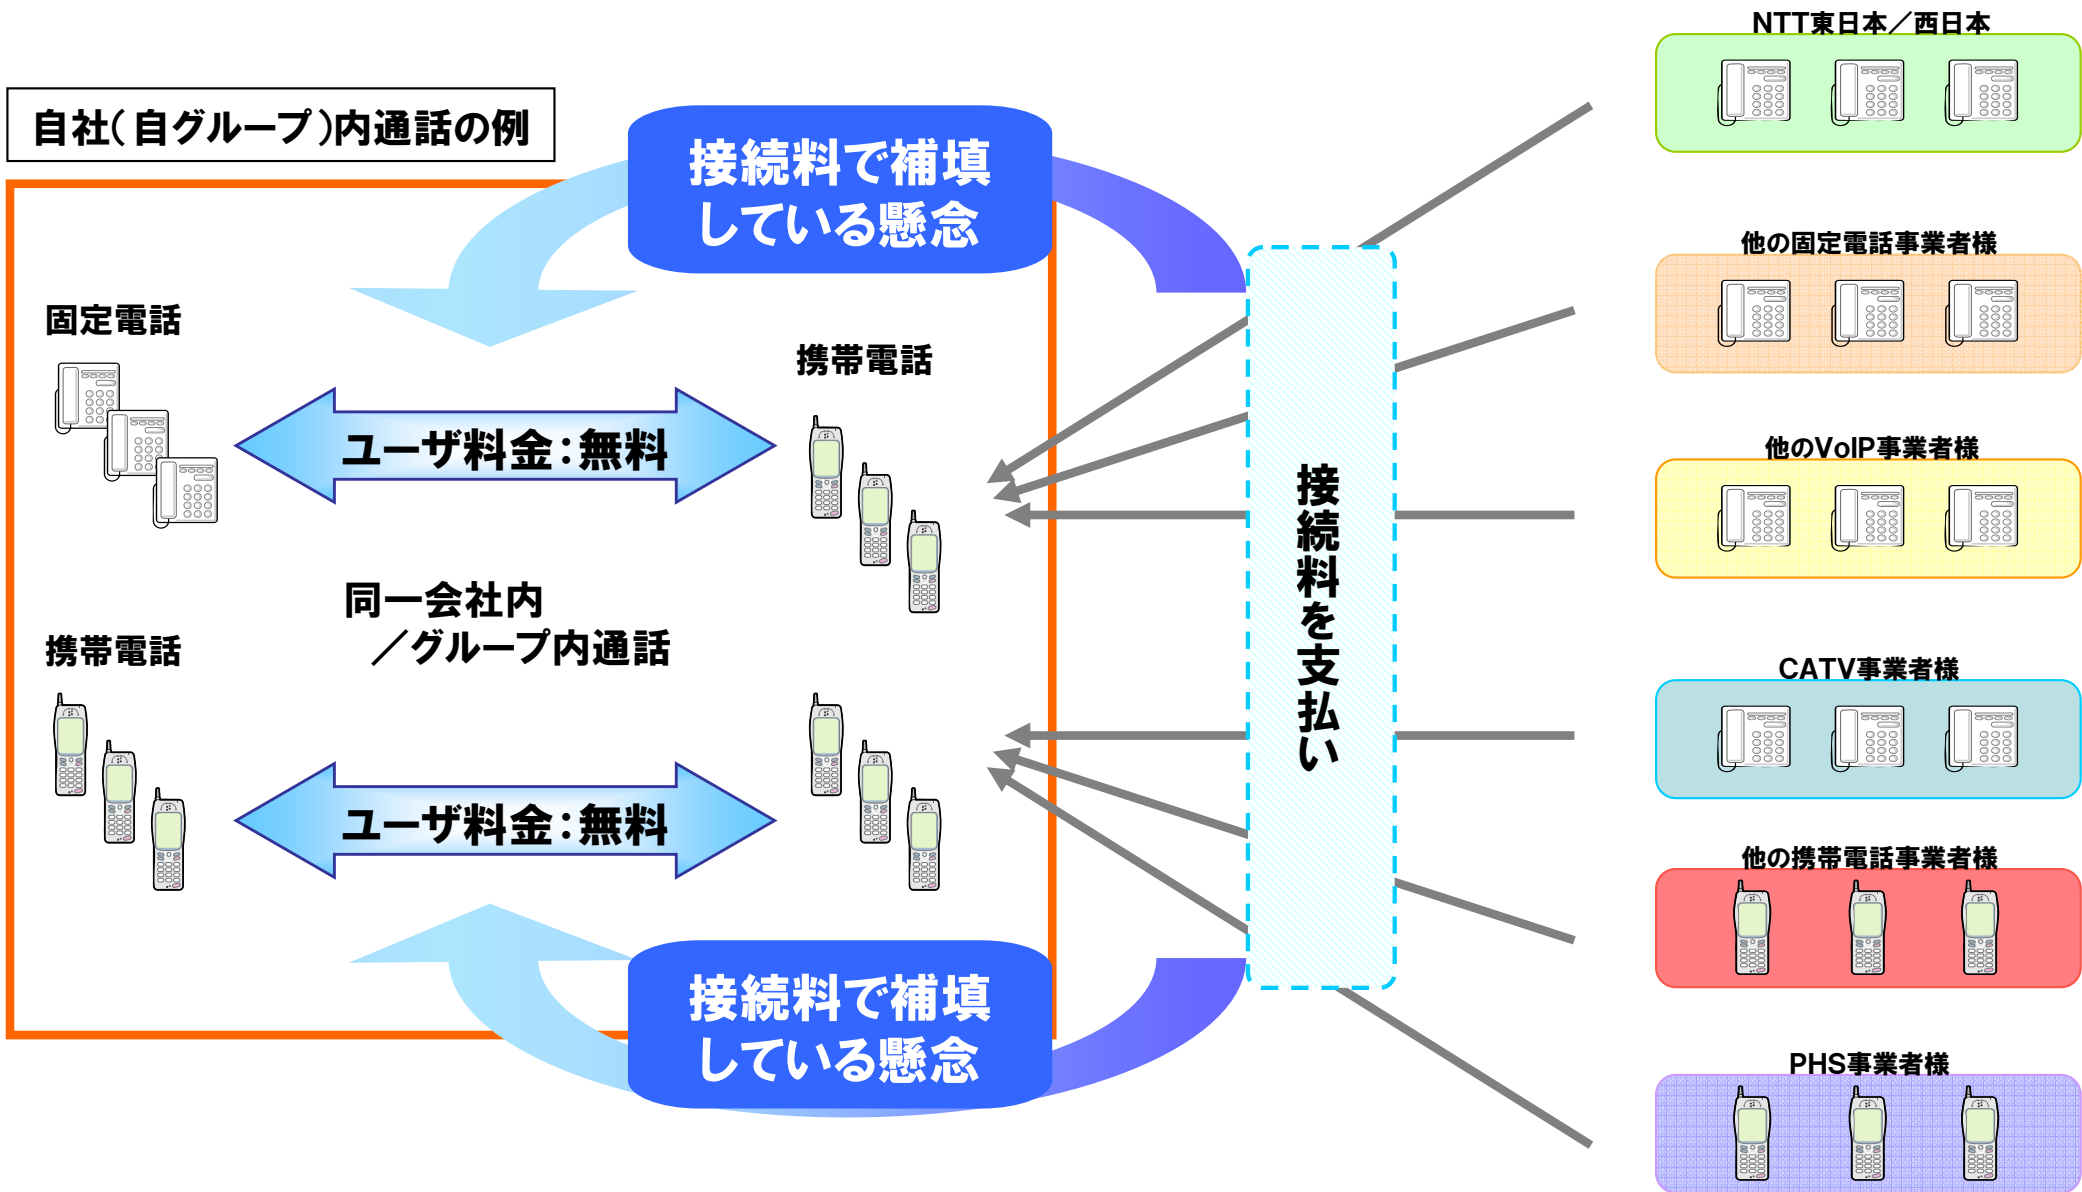 自社(自グループ)内通話の例
接続料で補填
している懸念
固定電話
携帯電話
ユーザ料金：無料
同一会社内
／グループ内通話
携帯電話
ユーザ料金：無料
接続料で補填
している懸念
接続料を支払い
NTT東日本／西日本
他の固定電話事業者様
他のVoIP事業者様
CATV事業者様
他の携帯電話事業者様
PHS事業者様